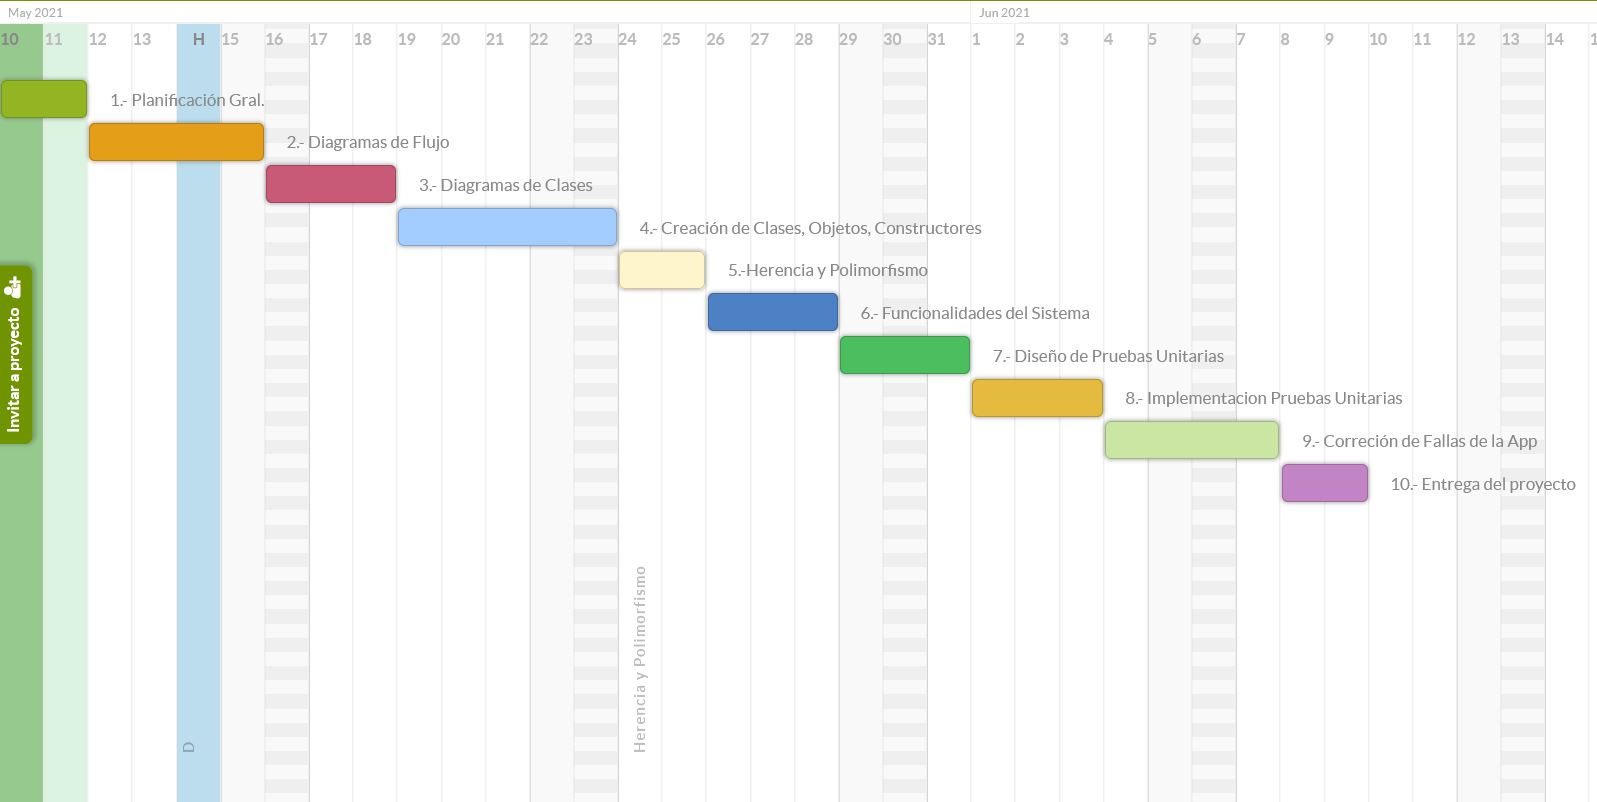 May 2021
Jun 2021
10 11 12 13 H 15 16 17 18 19 20 21 22 23 24 25 26 27 28 29 30 31 1 2 3 4 5 6 7 8 9 10 11 12 13 14
1.- Planificación Gral.
2.- Diagramas de Flujo
3.- Diagramas de Clases
4.- Creación de Clases, Objetos, Constructores
5.-Herencia y Polimorfismo
6.- Funcionalidades del Sistema
7.- Diseño de Pruebas Unitarias
8.- Implementacion Pruebas Unitarias
9.- Correción de Fallas de la App
10.- Entrega del proyecto
Invitar a proyecto
Herencia y Polimorfismo
D